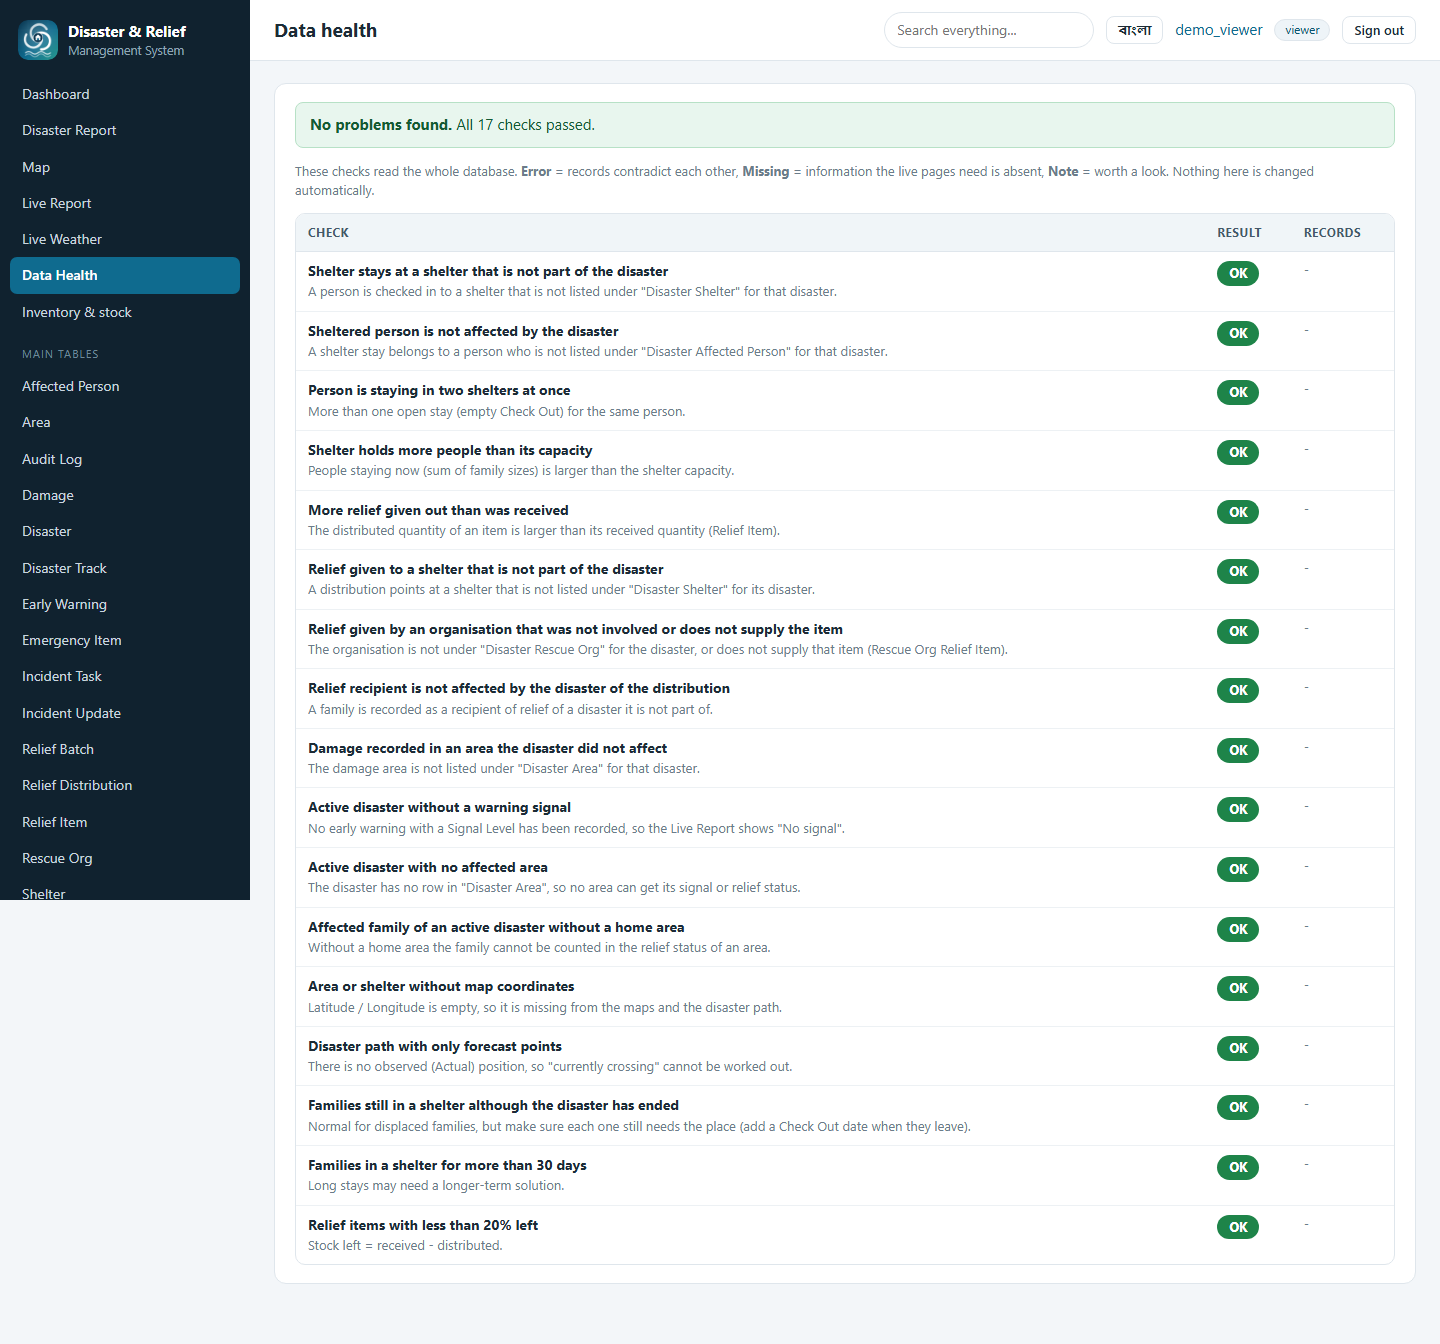 Disaster & Relief
Management System
Dashboard
Disaster Report
Map
Live Report
Live Weather
Data Health
Inventory & stock
MAIN TABLES
Affected Person
Area
Audit Log
Damage
Disaster
Disaster Track
Early Warning
Emergency Item
Incident Task
Incident Update
Relief Batch
Relief Distribution
Relief Item
Rescue Org
Shelter
Data health
Search everything...
বাংলা
demo_viewer
viewer
Sign out
No problems found. All 17 checks passed.
These checks read the whole database. Error = records contradict each other, Missing = information the live pages need is absent, Note = worth a look. Nothing here is changed
automatically.
CHECK RESULT RECORDS
Shelter stays at a shelter that is not part of the disaster OK -
A person is checked in to a shelter that is not listed under "Disaster Shelter" for that disaster.
Sheltered person is not affected by the disaster OK -
A shelter stay belongs to a person who is not listed under "Disaster Affected Person" for that disaster.
Person is staying in two shelters at once OK -
More than one open stay (empty Check Out) for the same person.
Shelter holds more people than its capacity OK -
People staying now (sum of family sizes) is larger than the shelter capacity.
More relief given out than was received OK -
The distributed quantity of an item is larger than its received quantity (Relief Item).
Relief given to a shelter that is not part of the disaster OK -
A distribution points at a shelter that is not listed under "Disaster Shelter" for its disaster.
Relief given by an organisation that was not involved or does not supply the item OK -
The organisation is not under "Disaster Rescue Org" for the disaster, or does not supply that item (Rescue Org Relief Item).
Relief recipient is not affected by the disaster of the distribution OK -
A family is recorded as a recipient of relief of a disaster it is not part of.
Damage recorded in an area the disaster did not affect OK -
The damage area is not listed under "Disaster Area" for that disaster.
Active disaster without a warning signal OK -
No early warning with a Signal Level has been recorded, so the Live Report shows "No signal".
Active disaster with no affected area OK -
The disaster has no row in "Disaster Area", so no area can get its signal or relief status.
Affected family of an active disaster without a home area OK -
Without a home area the family cannot be counted in the relief status of an area.
Area or shelter without map coordinates OK -
Latitude / Longitude is empty, so it is missing from the maps and the disaster path.
Disaster path with only forecast points OK -
There is no observed (Actual) position, so "currently crossing" cannot be worked out.
Families still in a shelter although the disaster has ended OK -
Normal for displaced families, but make sure each one still needs the place (add a Check Out date when they leave).
Families in a shelter for more than 30 days OK -
Long stays may need a longer-term solution.
Relief items with less than 20% left OK -
Stock left = received - distributed.